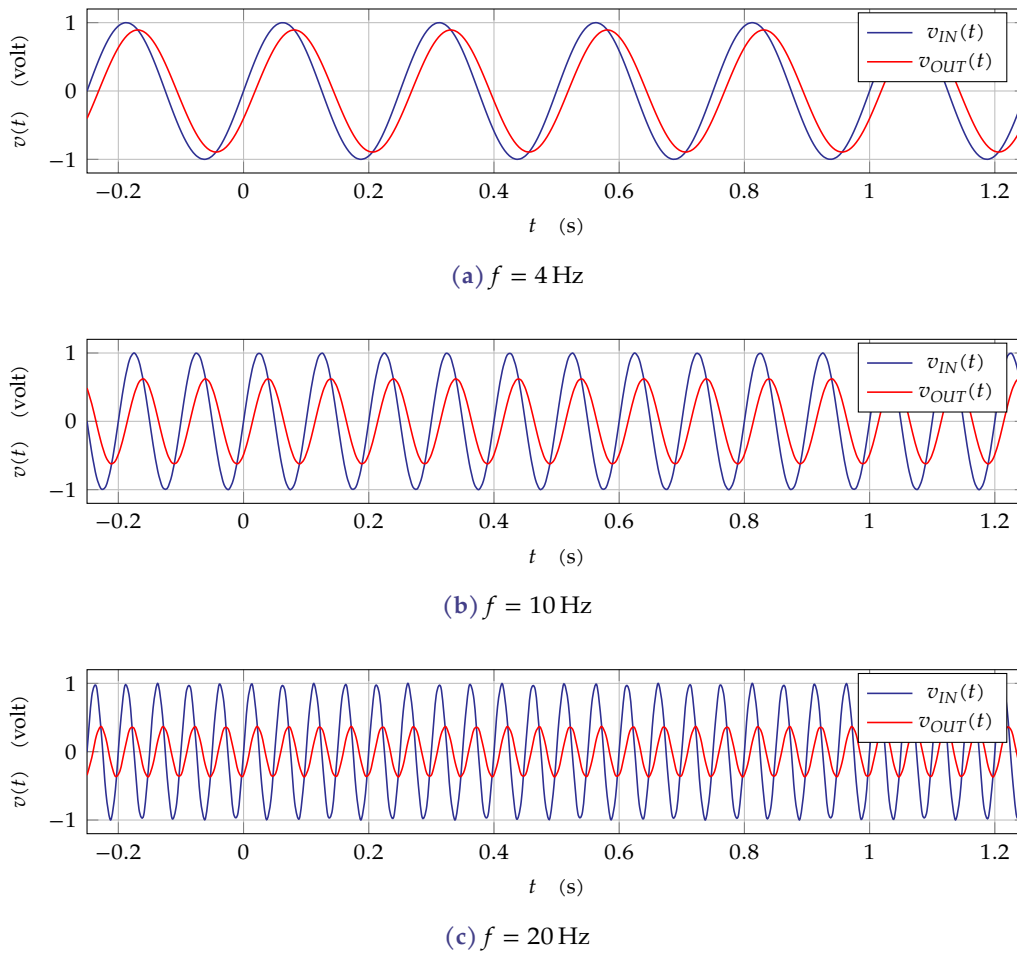 1
0
−1
v(t) (volt)
v_IN(t)
v_OUT(t)
−0.2 0 0.2 0.4 0.6 0.8 1 1.2
t (s)
(a) f = 4 Hz
1
0
−1
v(t) (volt)
v_IN(t)
v_OUT(t)
−0.2 0 0.2 0.4 0.6 0.8 1 1.2
t (s)
(b) f = 10 Hz
1
0
−1
v(t) (volt)
v_IN(t)
v_OUT(t)
−0.2 0 0.2 0.4 0.6 0.8 1 1.2
t (s)
(c) f = 20 Hz